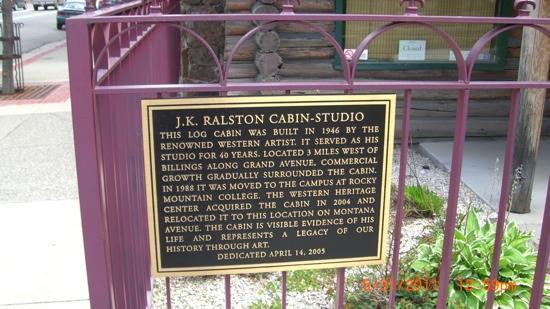 Closed
J.K. RALSTON CABIN-STUDIO
THIS LOG CABIN WAS BUILT IN 1946 BY THE
RENOWNED WESTERN ARTIST. IT SERVED AS HIS
STUDIO FOR 40 YEARS. LOCATED 3 MILES WEST OF
BILLINGS ALONG GRAND AVENUE, COMMERCIAL
GROWTH GRADUALLY SURROUNDED THE CABIN.
IN 1988 IT WAS MOVED TO THE CAMPUS AT ROCKY
MOUNTAIN COLLEGE. THE WESTERN HERITAGE
CENTER ACQUIRED THE CABIN IN 2004 AND
RELOCATED IT TO THIS LOCATION ON MONTANA
AVENUE. THE CABIN IS VISIBLE EVIDENCE OF HIS
LIFE AND REPRESENTS A LEGACY OF OUR
HISTORY THROUGH ART.
DEDICATED APRIL 14, 2005